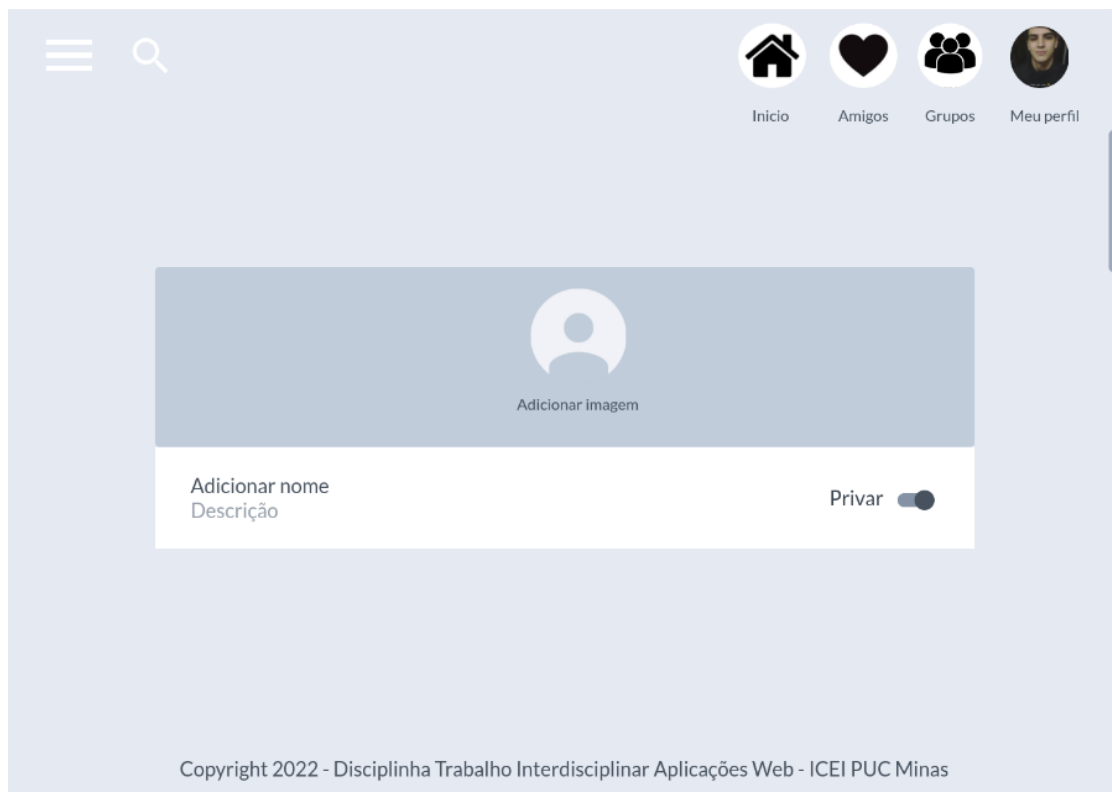 Inicio
Amigos
Grupos
Meu perfil
Adicionar imagem
Adicionar nome
Descrição
Privar
Copyright 2022 - Disciplinha Trabalho Interdisciplinar Aplicações Web - ICEI PUC Minas